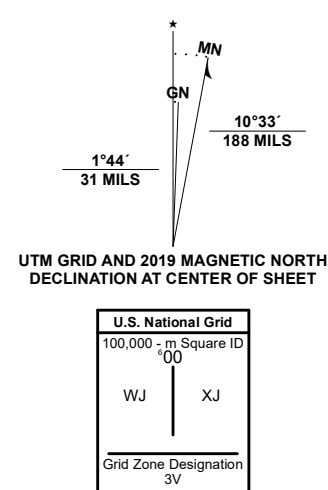 ★
MN
GN
10°33´
188 MILS
1°44´
31 MILS
UTM GRID AND 2019 MAGNETIC NORTH
DECLINATION AT CENTER OF SHEET
U.S. National Grid
100,000 - m Square ID
⁶00
WJ XJ
Grid Zone Designation
3V